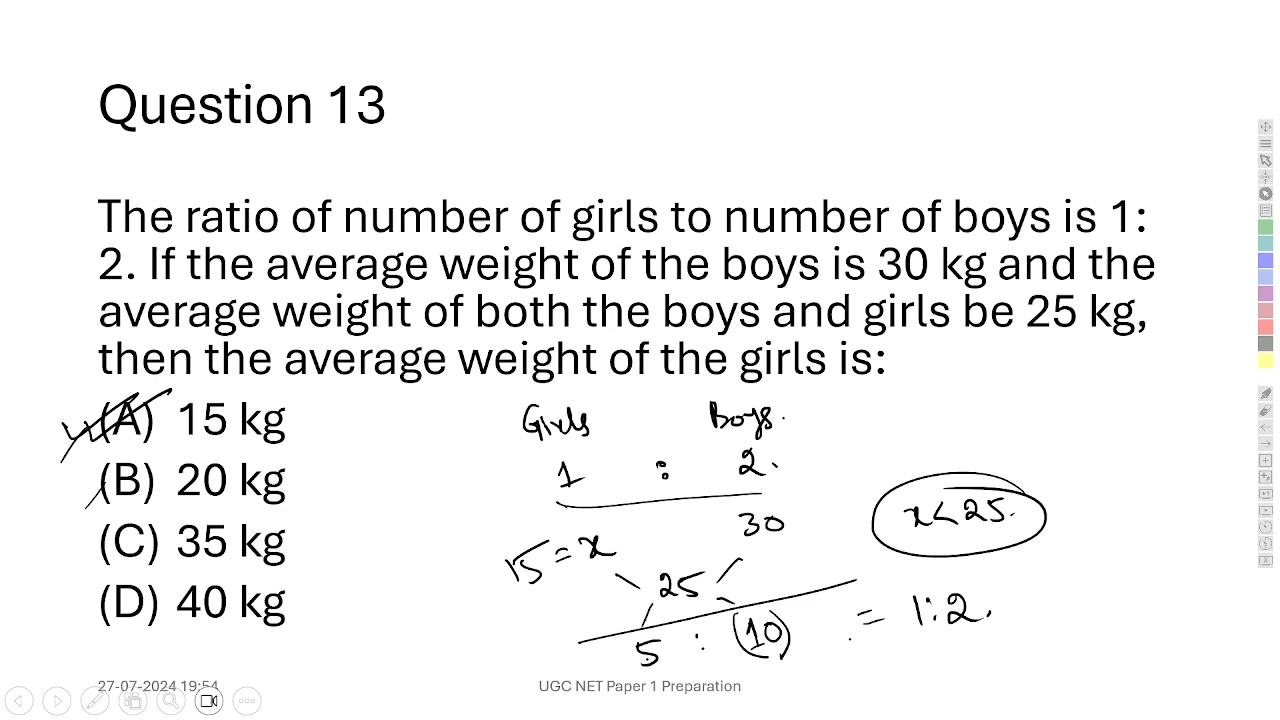 Question 13
The ratio of number of girls to number of boys is 1:
2. If the average weight of the boys is 30 kg and the
average weight of both the boys and girls be 25 kg,
then the average weight of the girls is:
(A) 15 kg
(B) 20 kg
(C) 35 kg
(D) 40 kg
Girls Boys.
1 : 2.
30
x < 25.
15 = x
25
5 : 10 = 1:2.
27-07-2024 19:54
UGC NET Paper 1 Preparation